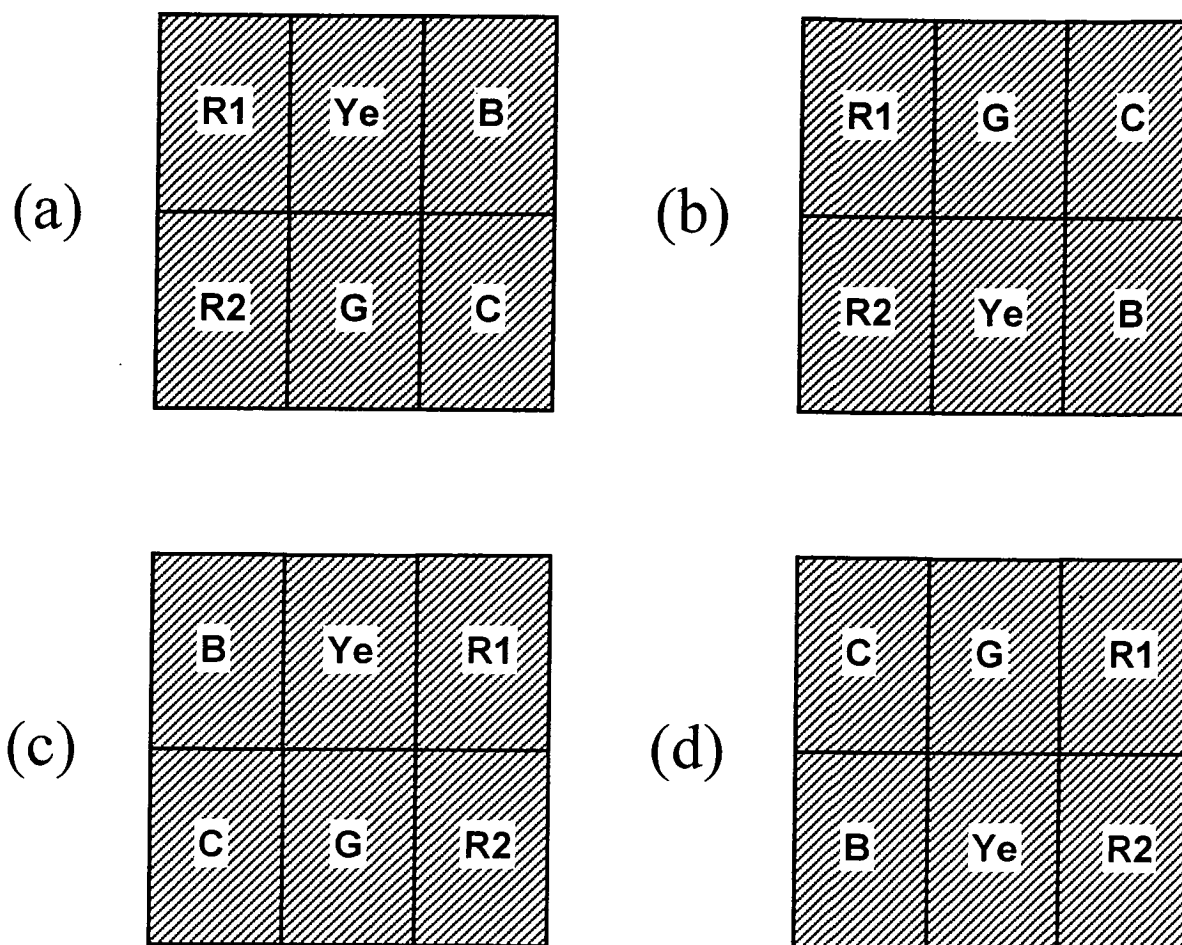 R1 Ye B
R2 G C
(a)
R1 G C
R2 Ye B
(b)
B Ye R1
C G R2
(c)
C G R1
B Ye R2
(d)